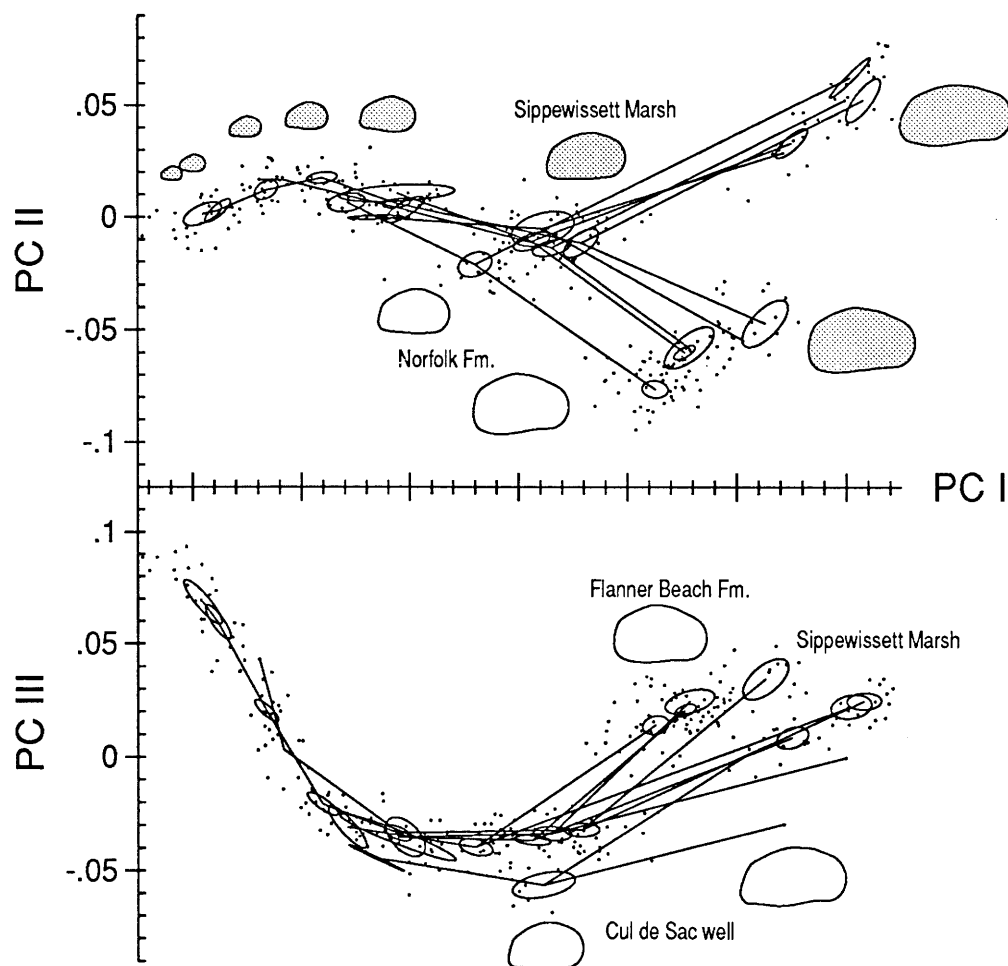 Sippewissett Marsh
.05
0
-.05
-.1
PC II
Norfolk Fm.
PC I
.1
.05
0
-.05
PC III
Flanner Beach Fm.
Sippewissett Marsh
Cul de Sac well